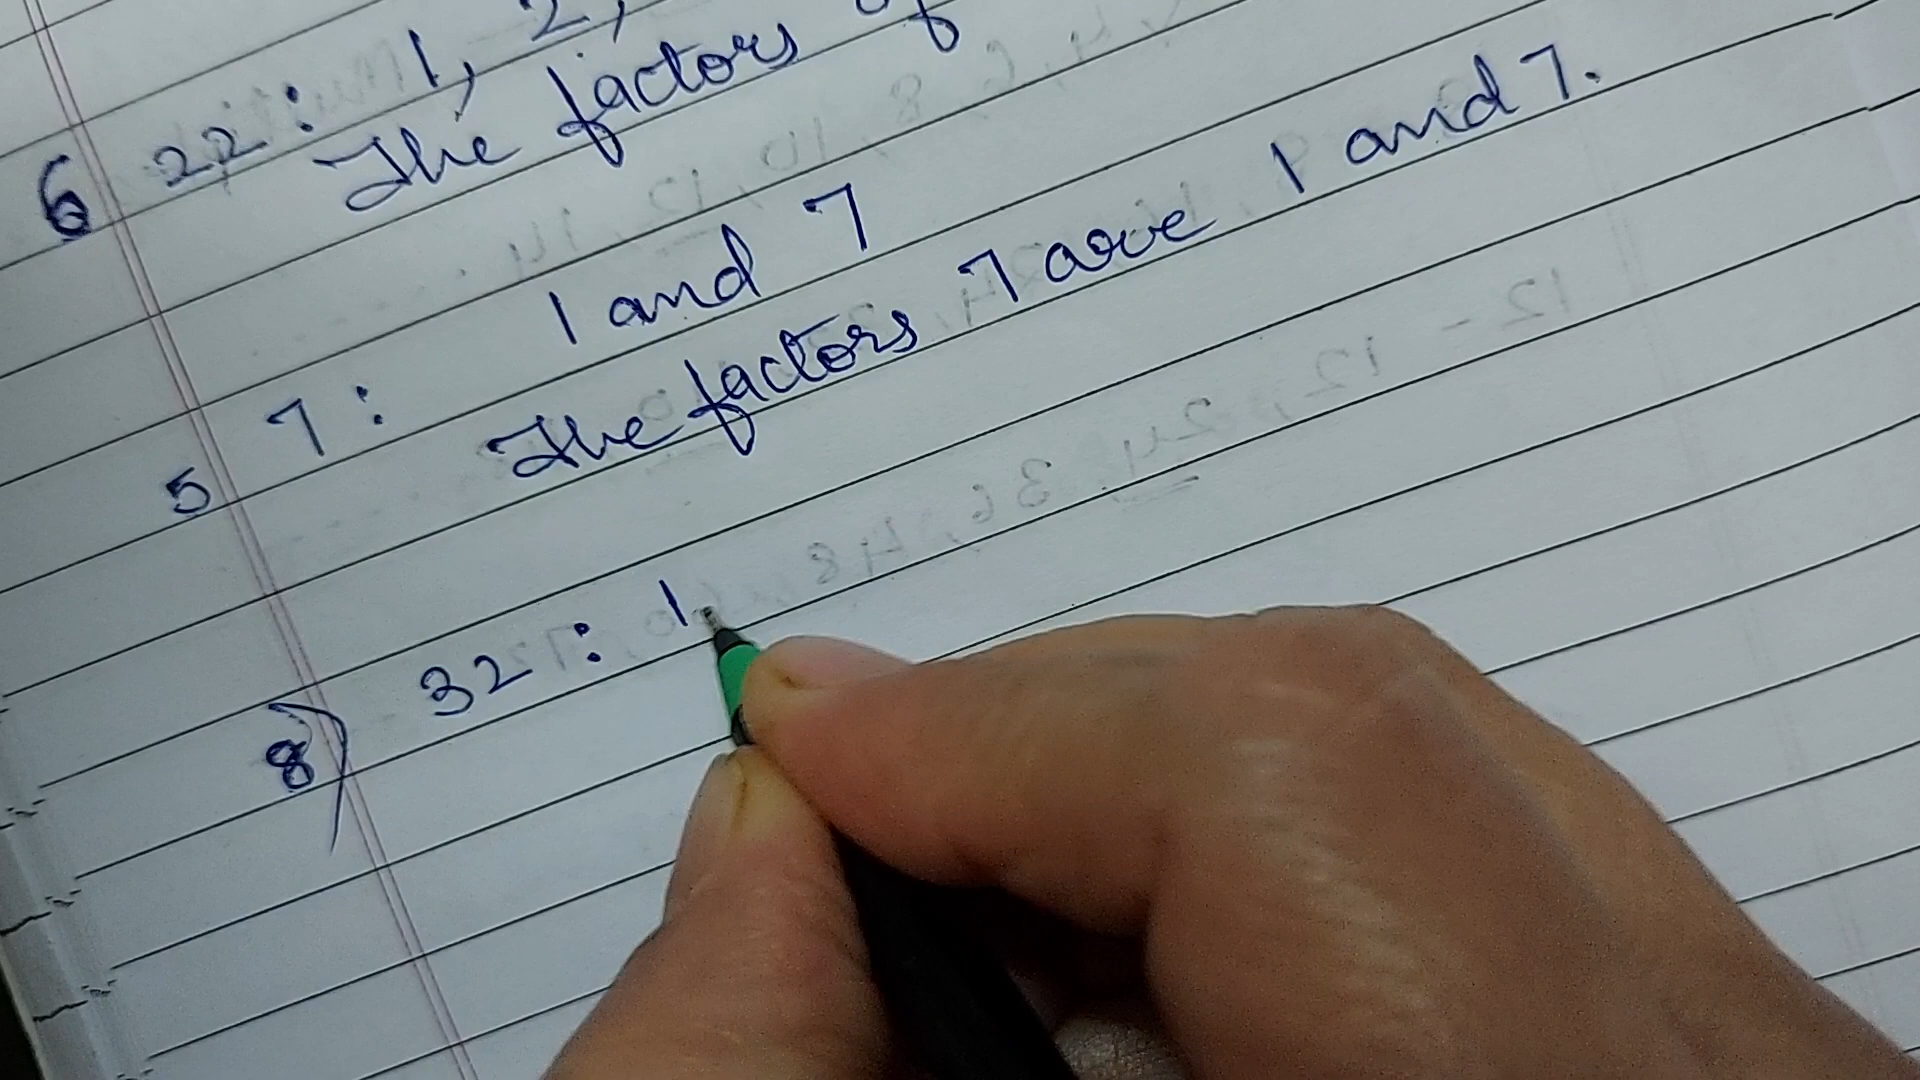 6 22 : 1, 2,
The factors of
5 7 : 1 and 7
The factors 7 are 1 and 7.
8) 32 : 1